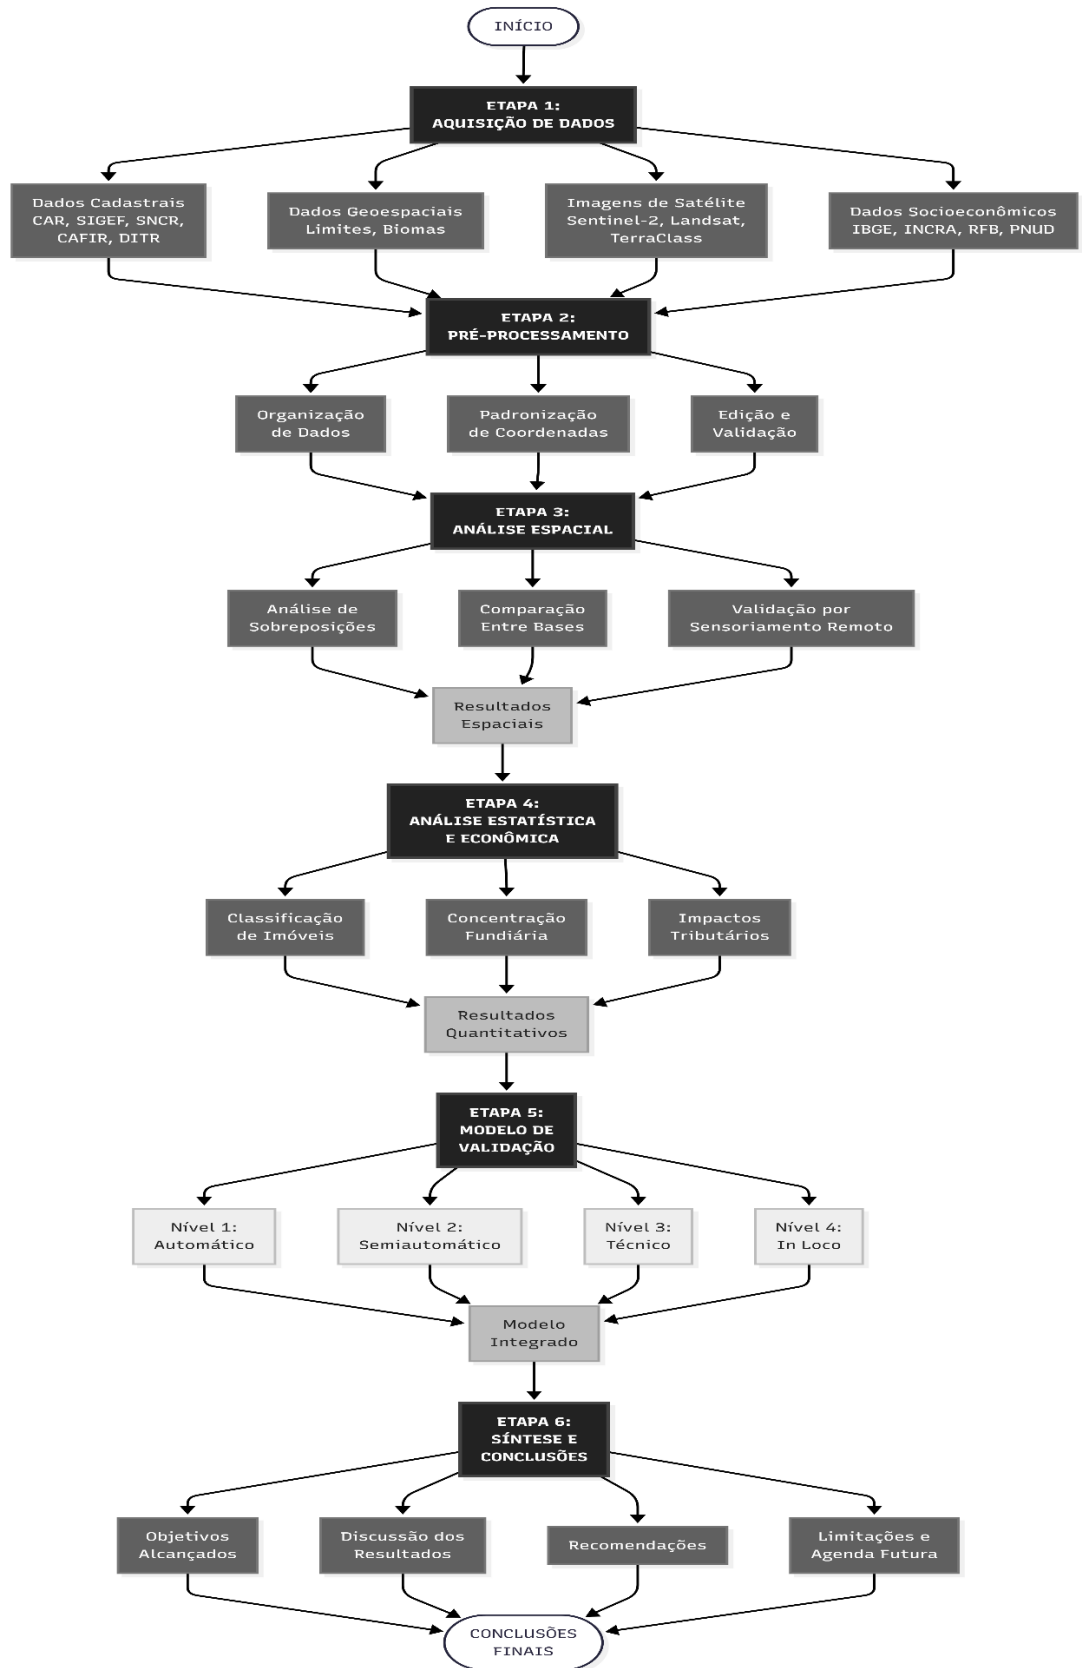 INÍCIO
ETAPA 1:
AQUISIÇÃO DE DADOS
Dados Cadastrais
CAR, SIGEF, SNCR,
CAFIR, DITR
Dados Geoespaciais
Limites, Biomas
Imagens de Satélite
Sentinel-2, Landsat,
TerraClass
Dados Socioeconômicos
IBGE, INCRA, RFB, PNUD
ETAPA 2:
PRÉ-PROCESSAMENTO
Organização
de Dados
Padronização
de Coordenadas
Edição e
Validação
ETAPA 3:
ANÁLISE ESPACIAL
Análise de
Sobreposições
Comparação
Entre Bases
Validação por
Sensoriamento Remoto
Resultados
Espaciais
ETAPA 4:
ANÁLISE ESTATÍSTICA
E ECONÔMICA
Classificação
de Imóveis
Concentração
Fundiária
Impactos
Tributários
Resultados
Quantitativos
ETAPA 5:
MODELO DE
VALIDAÇÃO
Nível 1:
Automático
Nível 2:
Semiautomático
Nível 3:
Técnico
Nível 4:
In Loco
Modelo
Integrado
ETAPA 6:
SÍNTESE E
CONCLUSÕES
Objetivos
Alcançados
Discussão dos
Resultados
Recomendações
Limitações e
Agenda Futura
CONCLUSÕES
FINAIS